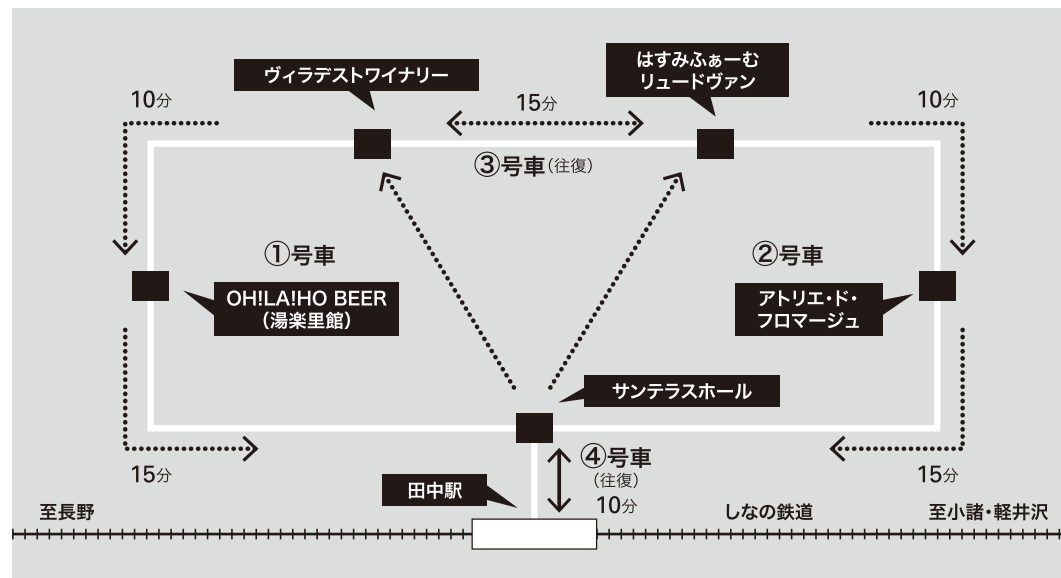 はすみふぁーむ
リュードヴァン
ヴィラデストワイナリー
10分
15分
10分
③号車(往復)
①号車
②号車
OH!LA!HO BEER
(湯楽里館)
アトリエ・ド・
フロマージュ
サンテラスホール
15分
④号車
(往復)
10分
15分
田中駅
至長野
しなの鉄道
至小諸・軽井沢